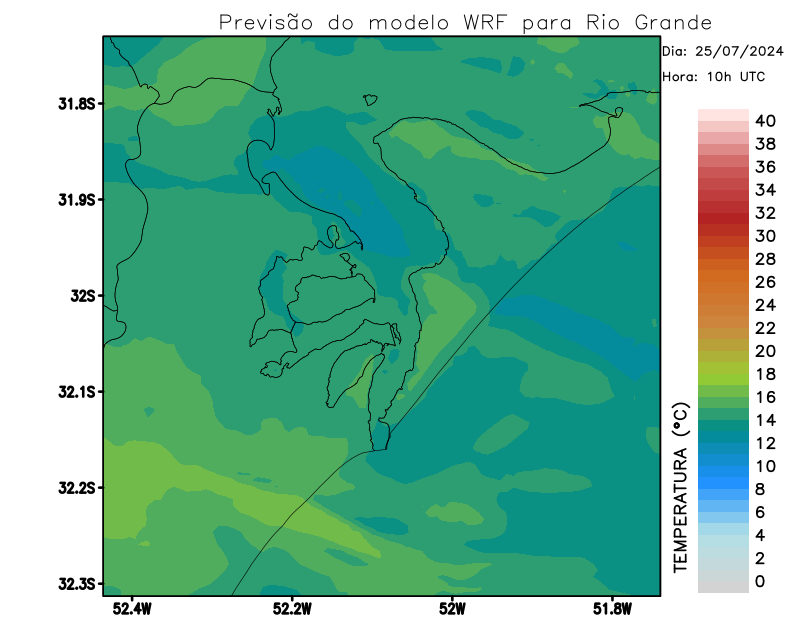 Previsão do modelo WRF para Rio Grande
Dia: 25/07/2024
Hora: 10h UTC
31.8S
31.9S
32S
32.1S
32.2S
32.3S
52.4W
52.2W
52W
51.8W
TEMPERATURA (°C)
40
38
36
34
32
30
28
26
24
22
20
18
16
14
12
10
8
6
4
2
0